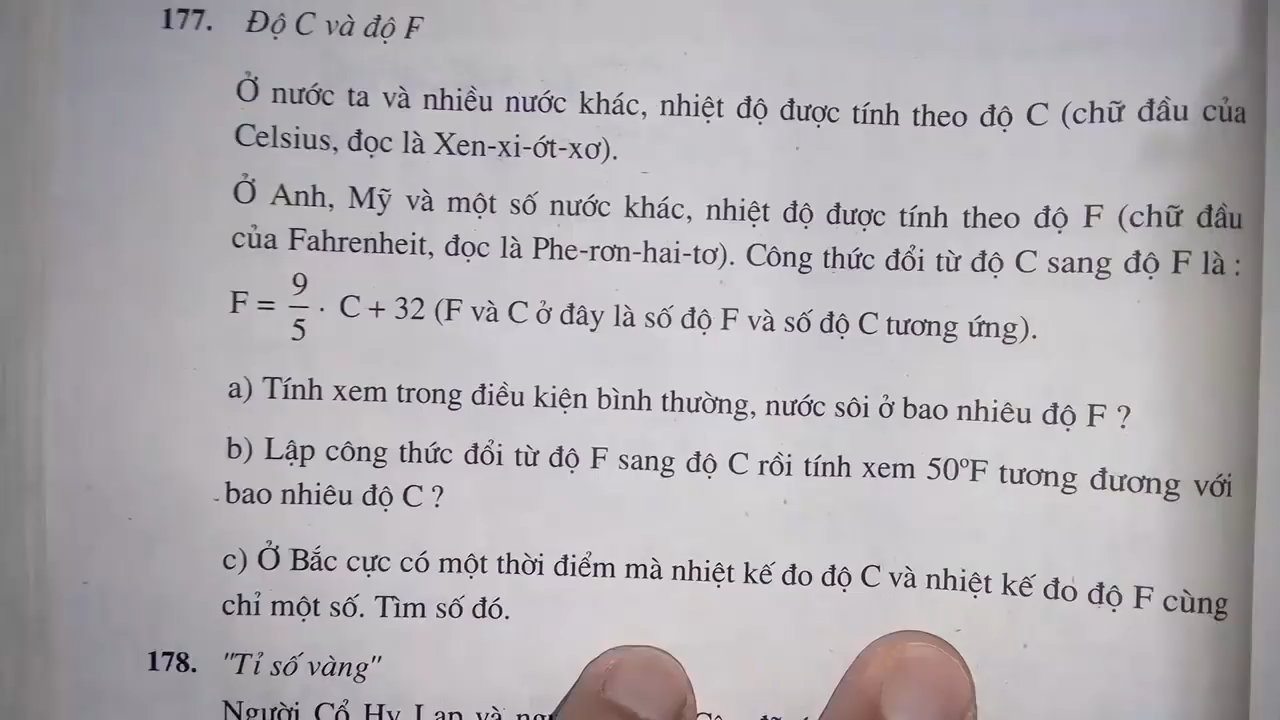 177. Độ C và độ F
Ở nước ta và nhiều nước khác, nhiệt độ được tính theo độ C (chữ đầu của
Celsius, đọc là Xen-xi-ớt-xơ).
Ở Anh, Mỹ và một số nước khác, nhiệt độ được tính theo độ F (chữ đầu
của Fahrenheit, đọc là Phe-rơn-hai-tơ). Công thức đổi từ độ C sang độ F là :
F = 9/5 · C + 32 (F và C ở đây là số độ F và số độ C tương ứng).
a) Tính xem trong điều kiện bình thường, nước sôi ở bao nhiêu độ F ?
b) Lập công thức đổi từ độ F sang độ C rồi tính xem 50°F tương đương với
bao nhiêu độ C ?
c) Ở Bắc cực có một thời điểm mà nhiệt kế đo độ C và nhiệt kế đo độ F cùng
chỉ một số. Tìm số đó.
178. "Tỉ số vàng"
Người Cổ Hy Lạp và